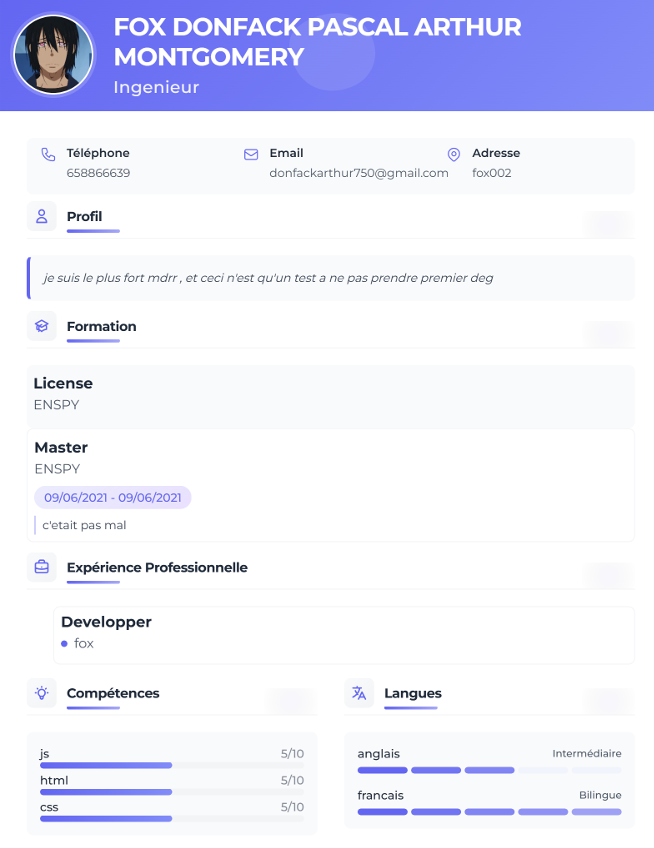 FOX DONFACK PASCAL ARTHUR
MONTGOMERY
Ingenieur
Téléphone
658866639
Email
donfackarthur750@gmail.com
Adresse
fox002
Profil
je suis le plus fort mdrr , et ceci n'est qu'un test a ne pas prendre premier deg
Formation
License
ENSPY
Master
ENSPY
09/06/2021 - 09/06/2021
c'etait pas mal
Expérience Professionnelle
Developper
fox
Compétences
js 5/10
html 5/10
css 5/10
Langues
anglais Intermédiaire
francais Bilingue